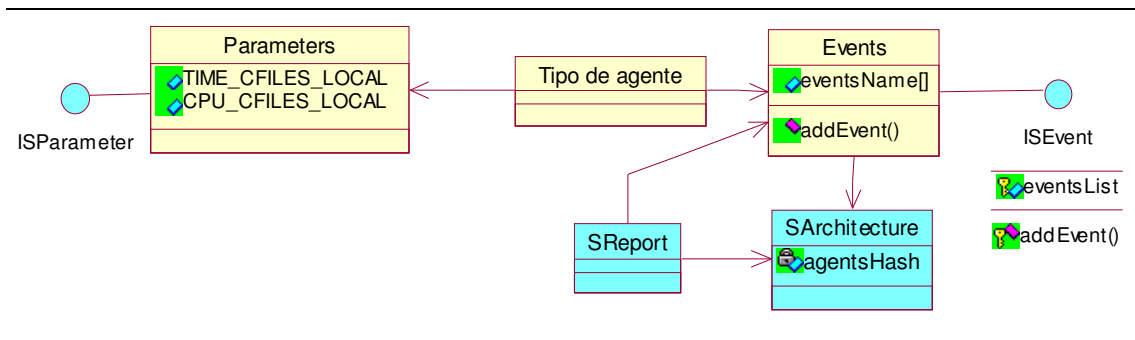 Parameters
TIME_CFILES_LOCAL
CPU_CFILES_LOCAL
ISParameter
Tipo de agente
Events
eventsName[]
addEvent()
ISEvent
eventsList
addEvent()
SReport
SArchitecture
agentsHash